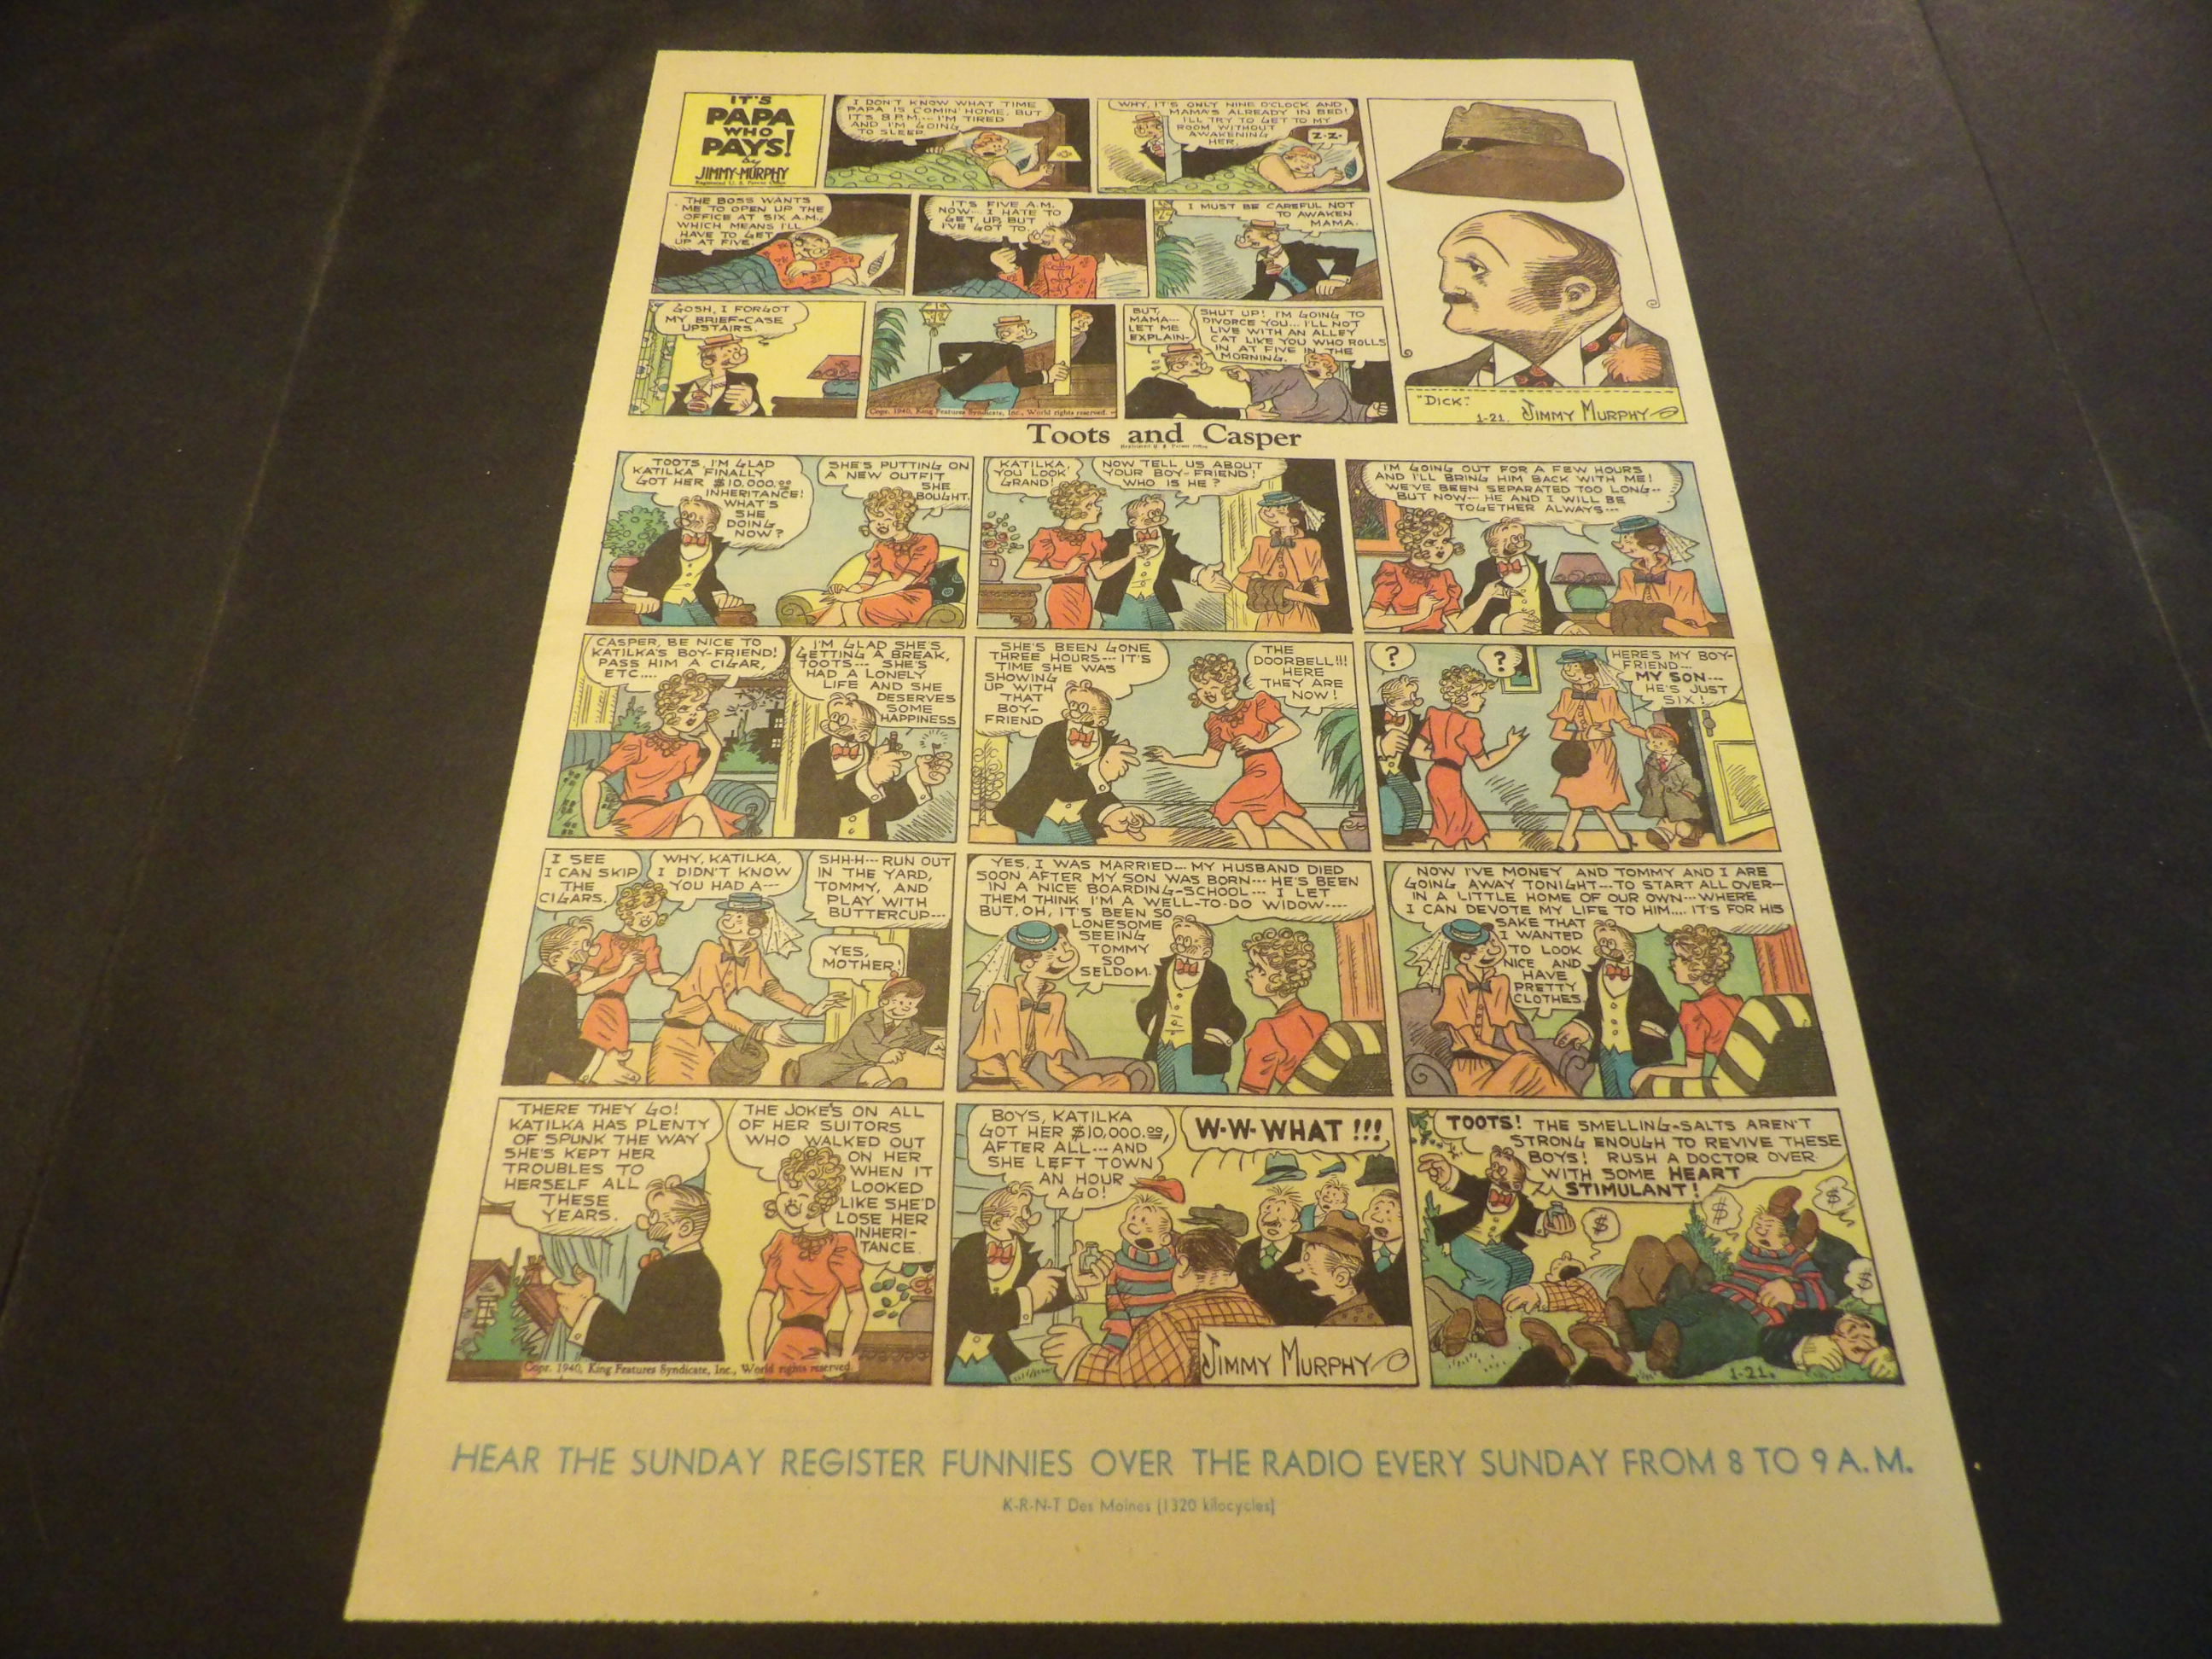 IT'S
PAPA
WHO
PAYS!
by
JIMMY MURPHY
Registered U. S. Patent Office
I DON'T KNOW WHAT TIME
PAPA IS COMIN' HOME, BUT
IT'S 8 P.M.--- I'M TIRED
AND I'M GOING
TO SLEEP.
WHY, IT'S ONLY NINE O'CLOCK AND
MAMA'S ALREADY IN BED!
I'LL TRY TO GET TO MY
ROOM WITHOUT
AWAKENING
HER.
Z-Z-
THE BOSS WANTS
ME TO OPEN UP THE
OFFICE AT SIX A.M.,
WHICH MEANS I'LL
HAVE TO GET
UP AT FIVE.
IT'S FIVE A.M.
NOW--- I HATE TO
GET UP, BUT
I'VE GOT TO.
I MUST BE CAREFUL NOT
TO AWAKEN
MAMA.
GOSH, I FORGOT
MY BRIEF-CASE
UPSTAIRS.
Copr. 1940, King Features Syndicate, Inc., World rights reserved.
BUT,
MAMA---
LET ME
EXPLAIN-
SHUT UP! I'M GOING TO
DIVORCE YOU... I'LL NOT
LIVE WITH AN ALLEY
CAT LIKE YOU WHO ROLLS
IN AT FIVE IN THE
MORNING.
"DICK".
1-21. JIMMY MURPHY
Toots and Casper
Registered U. S. Patent Office
TOOTS, I'M GLAD
KATILKA FINALLY
GOT HER $10,000.00
INHERITANCE!
WHAT'S
SHE
DOING
NOW?
SHE'S PUTTING ON
A NEW OUTFIT
SHE
BOUGHT.
KATILKA,
YOU LOOK
GRAND!
NOW TELL US ABOUT
YOUR BOY-FRIEND!
WHO IS HE?
I'M GOING OUT FOR A FEW HOURS
AND I'LL BRING HIM BACK WITH ME!
WE'VE BEEN SEPARATED TOO LONG--
BUT NOW-- HE AND I WILL BE
TOGETHER ALWAYS---
CASPER, BE NICE TO
KATILKA'S BOY-FRIEND!
PASS HIM A CIGAR,
ETC....
I'M GLAD SHE'S
GETTING A BREAK,
TOOTS--- SHE'S
HAD A LONELY
LIFE AND SHE
DESERVES
SOME
HAPPINESS
SHE'S BEEN GONE
THREE HOURS--- IT'S
TIME SHE WAS
SHOWING
UP WITH
THAT
BOY-
FRIEND
THE
DOORBELL!!!
HERE
THEY ARE
NOW!
?
?
HERE'S MY BOY-
FRIEND---
MY SON---
HE'S JUST
SIX!
I SEE
I CAN SKIP
THE
CIGARS.
WHY, KATILKA,
I DIDN'T KNOW
YOU HAD A---
SHH-H--- RUN OUT
IN THE YARD,
TOMMY, AND
PLAY WITH
BUTTERCUP---
YES,
MOTHER!
YES, I WAS MARRIED--- MY HUSBAND DIED
SOON AFTER MY SON WAS BORN--- HE'S BEEN
IN A NICE BOARDING-SCHOOL--- I LET
THEM THINK I'M A WELL-TO-DO WIDOW----
BUT, OH, IT'S BEEN SO
LONESOME
SEEING
TOMMY
SO
SELDOM.
NOW I'VE MONEY AND TOMMY AND I ARE
GOING AWAY TONIGHT---TO START ALL OVER--
IN A LITTLE HOME OF OUR OWN---WHERE
I CAN DEVOTE MY LIFE TO HIM.... IT'S FOR HIS
SAKE THAT
I WANTED
TO LOOK
NICE AND
HAVE
PRETTY
CLOTHES.
THERE THEY GO!
KATILKA HAS PLENTY
OF SPUNK THE WAY
SHE'S KEPT HER
TROUBLES TO
HERSELF ALL
THESE
YEARS.
THE JOKE'S ON ALL
OF HER SUITORS
WHO WALKED OUT
ON HER
WHEN IT
LOOKED
LIKE SHE'D
LOSE HER
INHERI-
TANCE.
Copr. 1940, King Features Syndicate, Inc., World rights reserved.
BOYS, KATILKA
GOT HER $10,000.00,
AFTER ALL---AND
SHE LEFT TOWN
AN HOUR
AGO!
W-W-WHAT!!!
JIMMY MURPHY
TOOTS! THE SMELLING-SALTS AREN'T
STRONG ENOUGH TO REVIVE THESE
BOYS! RUSH A DOCTOR OVER
WITH SOME HEART
STIMULANT!
$
$
$
$
1-21.
HEAR THE SUNDAY REGISTER FUNNIES OVER THE RADIO EVERY SUNDAY FROM 8 TO 9 A.M.
K-R-N-T Des Moines (1320 kilocycles)